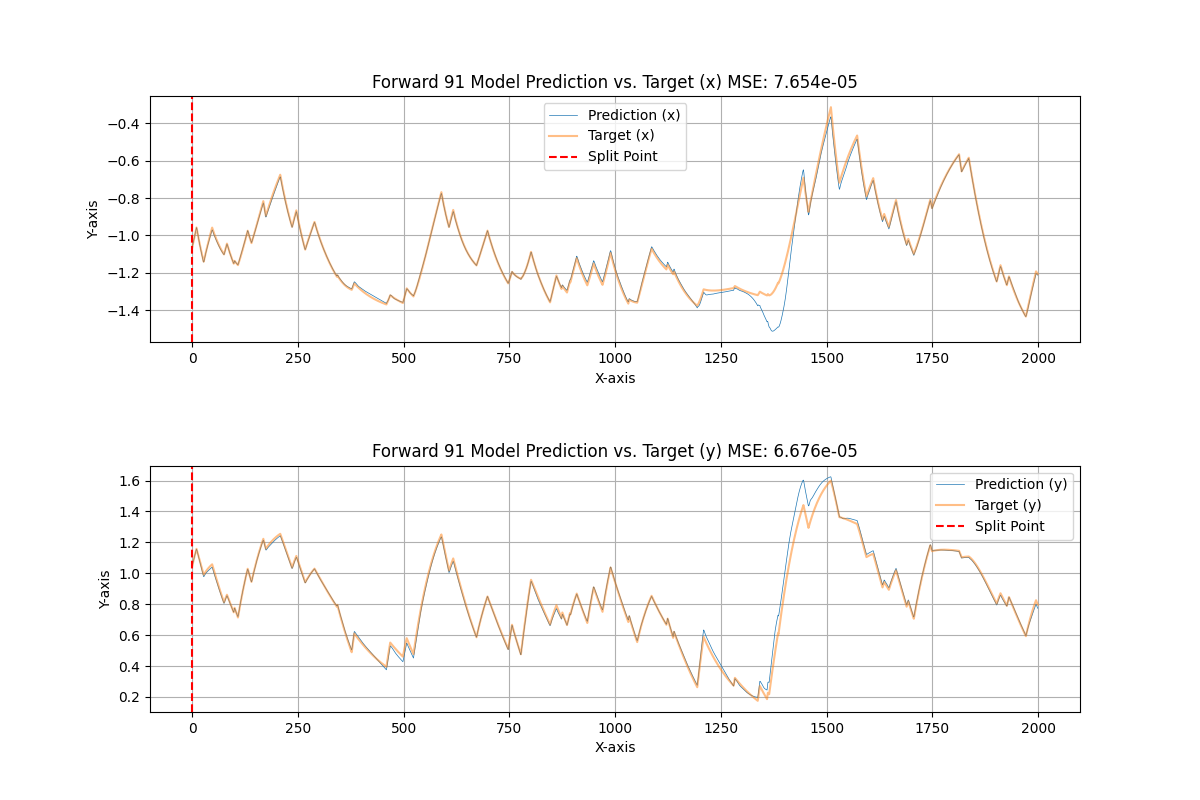 Forward 91 Model Prediction vs. Target (x) MSE: 7.654e-05
Prediction (x)
Target (x)
Split Point
Y-axis
−0.4
−0.6
−0.8
−1.0
−1.2
−1.4
0 250 500 750 1000 1250 1500 1750 2000
X-axis
Forward 91 Model Prediction vs. Target (y) MSE: 6.676e-05
Prediction (y)
Target (y)
Split Point
Y-axis
1.6
1.4
1.2
1.0
0.8
0.6
0.4
0.2
0 250 500 750 1000 1250 1500 1750 2000
X-axis